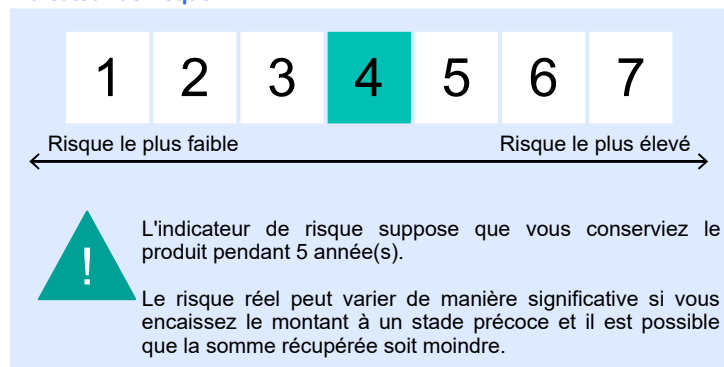 1 2 3 4 5 6 7
Risque le plus faible Risque le plus élevé
L'indicateur de risque suppose que vous conserviez le
produit pendant 5 année(s).
!
Le risque réel peut varier de manière significative si vous
encaissez le montant à un stade précoce et il est possible
que la somme récupérée soit moindre.